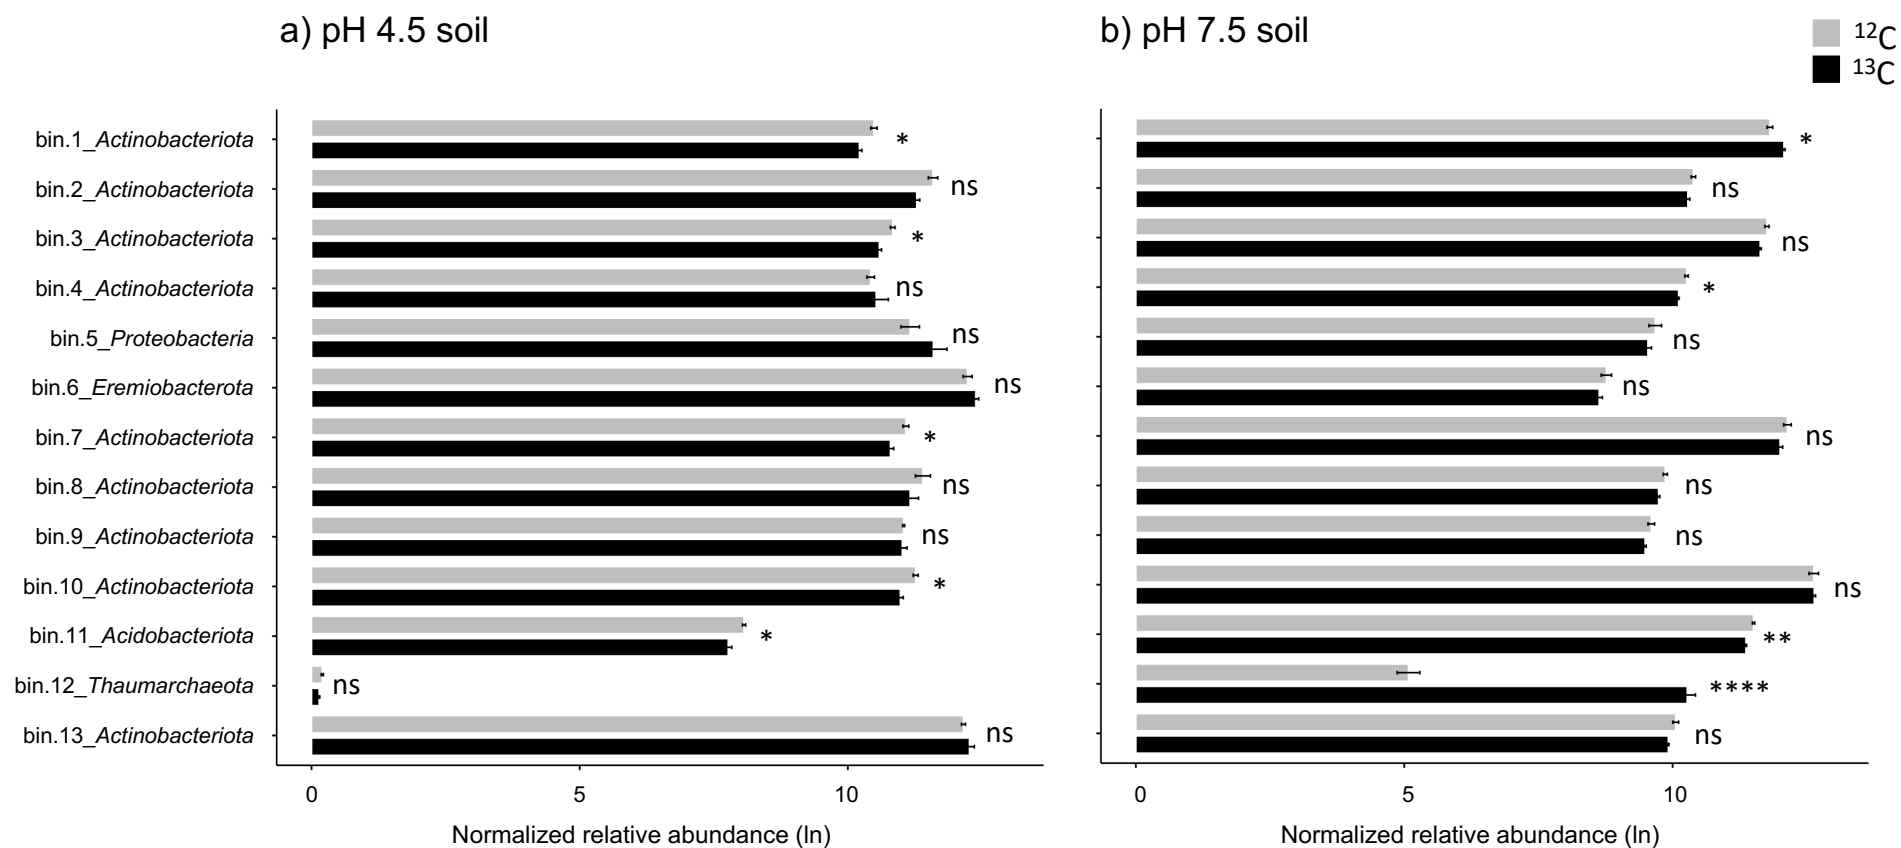 a) pH 4.5 soil
b) pH 7.5 soil
¹²C
¹³C
bin.1_Actinobacteriota * *
bin.2_Actinobacteriota ns ns
bin.3_Actinobacteriota * ns
bin.4_Actinobacteriota ns *
bin.5_Proteobacteria ns ns
bin.6_Eremiobacterota ns ns
bin.7_Actinobacteriota * ns
bin.8_Actinobacteriota ns ns
bin.9_Actinobacteriota ns ns
bin.10_Actinobacteriota * ns
bin.11_Acidobacteriota * **
bin.12_Thaumarchaeota ns ****
bin.13_Actinobacteriota ns ns
0 5 10 0 5 10
Normalized relative abundance (ln) Normalized relative abundance (ln)